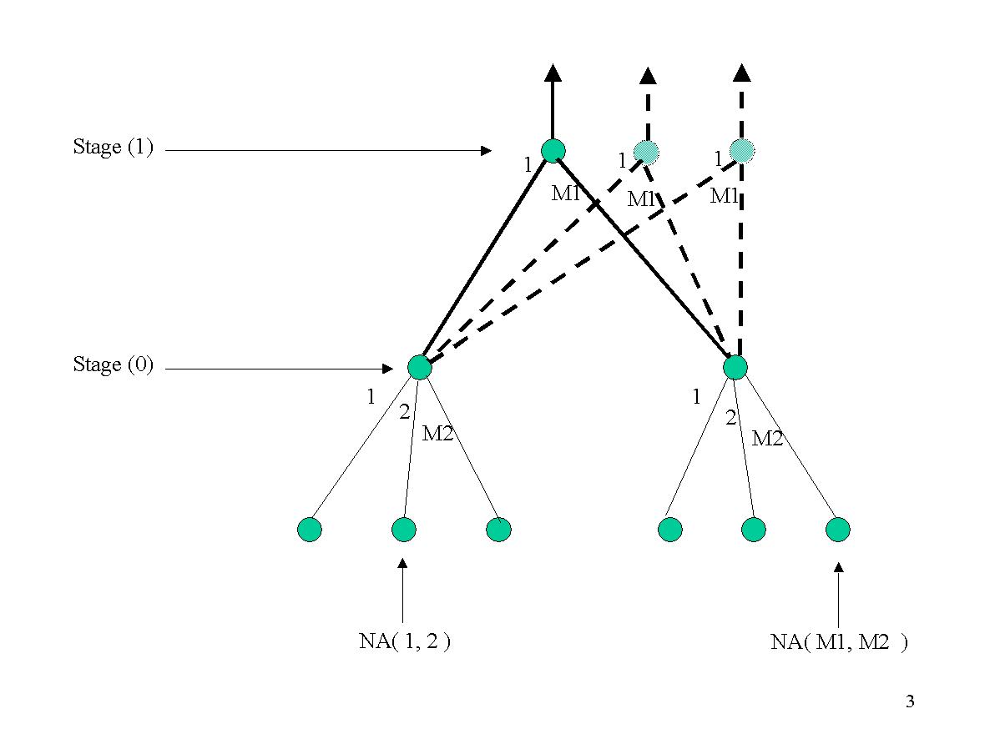 Stage (1)
1
1
1
M1
M1
M1
Stage (0)
1
2
M2
1
2
M2
NA( 1, 2 )
NA( M1, M2  )
3